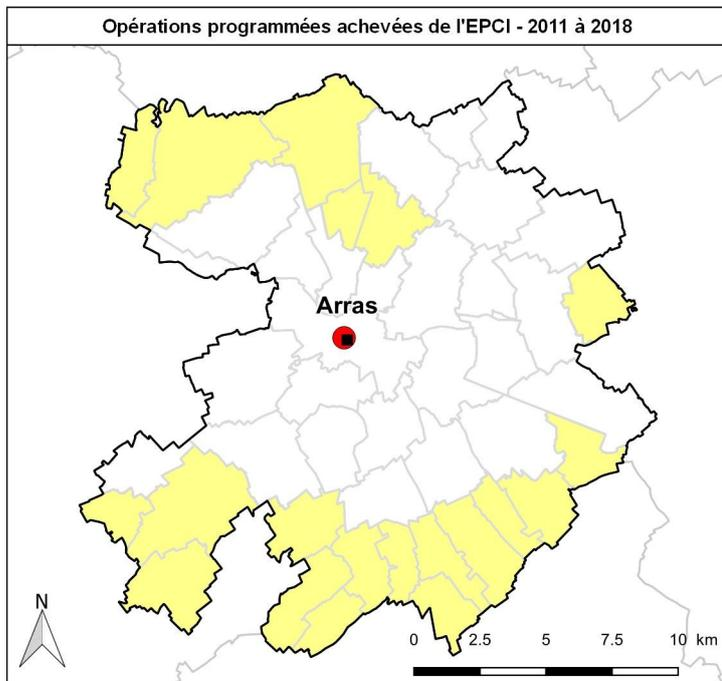 Opérations programmées achevées de l'EPCI - 2011 à 2018
Arras
N
0 2.5 5 7.5 10 km